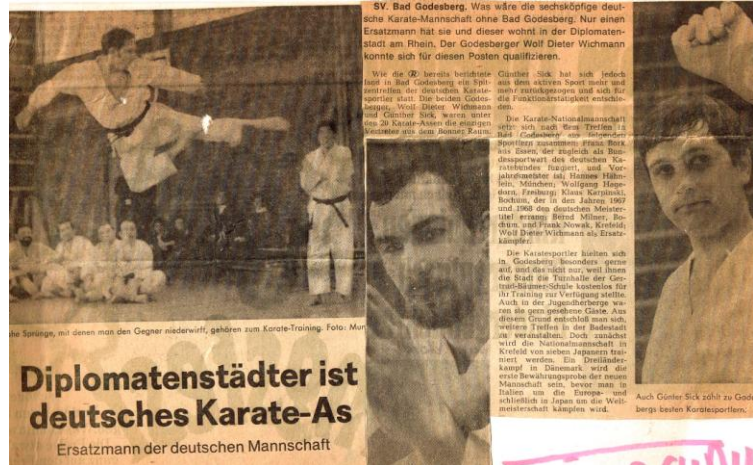 SV. Bad Godesberg. Was wäre die sechsköpfige deut-
sche Karate-Mannschaft ohne Bad Godesberg. Nur einen
Ersatzmann hat sie und dieser wohnt in der Diplomaten-
stadt am Rhein. Der Godesberger Wolf Dieter Wichmann
konnte sich für diesen Posten qualifizieren.
Wie die R bereits berichtete
fand in Bad Godesberg ein Spit-
zentreffen der deutschen Karate-
sportler statt. Die beiden Godes-
berger, Wolf Dieter Wichmann
und Günther Sick, waren unter
den 20 Karate-Assen die einzigen
Vertreter aus dem Bonner Raum.
Günther Sick hat sich jedoch
aus dem aktiven Sport mehr und
mehr zurückgezogen und sich für
die Funktionärstätigkeit entschie-
den.
Die Karate-Nationalmannschaft
setzt sich nach dem Treffen in
Bad Godesberg aus folgenden
Sportlern zusammen: Franz Bork
aus Essen, der zugleich als Bun-
dessportwart des deutschen Ka-
ratebundes fungiert, und Vor-
jahresmeister ist; Hannes Hähn-
lein, München; Wolfgang Hage-
dorn, Freiburg; Klaus Karpinski,
Bochum, der in den Jahren 1967
und 1968 den deutschen Meister-
titel errang; Bernd Milner, Bo-
chum, und Frank Nowak, Krefeld;
Wolf Dieter Wichmann als Ersatz-
kämpfer.
Die Karatesportler hielten sich
in Godesberg besonders gerne
auf, und das nicht nur, weil ihnen
die Stadt die Turnhalle der Ger-
trud-Bäumer-Schule kostenlos für
ihr Training zur Verfügung stellte.
Auch in der Jugendherberge wa-
ren sie gern gesehene Gäste. Aus
diesem Grund entschloß man sich,
weitere Treffen in der Badestadt
zu veranstalten. Doch zunächst
wird die Nationalmannschaft in
Krefeld von sieben Japanern trai-
niert werden. Ein Dreiländer-
kampf in Dänemark wird die
erste Bewährungsprobe der neuen
Mannschaft sein, bevor man in
Italien um die Europa- und
schließlich in Japan um die Welt-
meisterschaft kämpfen wird.
he Sprünge, mit denen man den Gegner niederwirft, gehören zum Karate-Training. Foto: Mur
Diplomatenstädter ist
deutsches Karate-As
Ersatzmann der deutschen Mannschaft
Auch Günter Sick zählt zu Gode
bergs besten Karatesportlern.